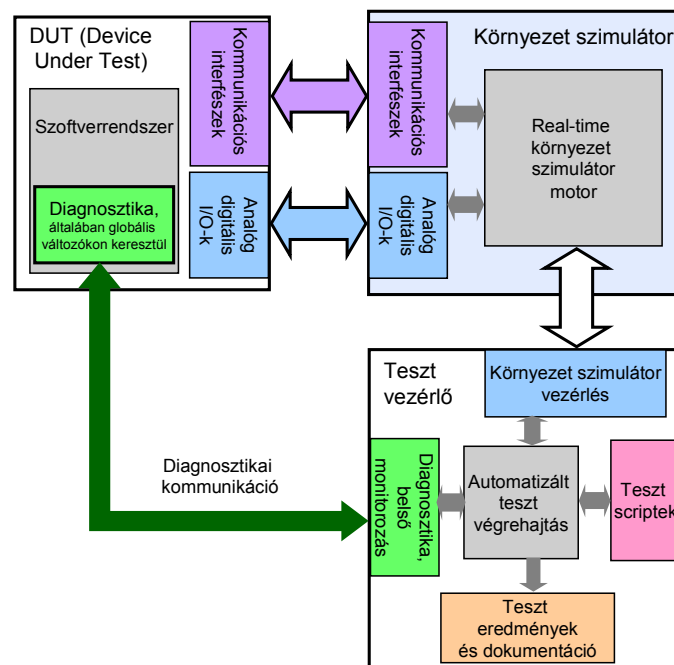 DUT (Device
Under Test)
Szoftverrendszer
Diagnosztika,
általában globális
változókon keresztül
Kommunikációs
interfészek
Analóg
digitális
I/O-k
Környezet szimulátor
Kommunikációs
interfészek
Analóg
digitális
I/O-k
Real-time
környezet
szimulátor
motor
Diagnosztikai
kommunikáció
Teszt
vezérlő
Környezet szimulátor
vezérlés
Diagnosztika,
belső
monitorozás
Automatizált
teszt
végrehajtás
Teszt
scriptek
Teszt
eredmények
és dokumentáció